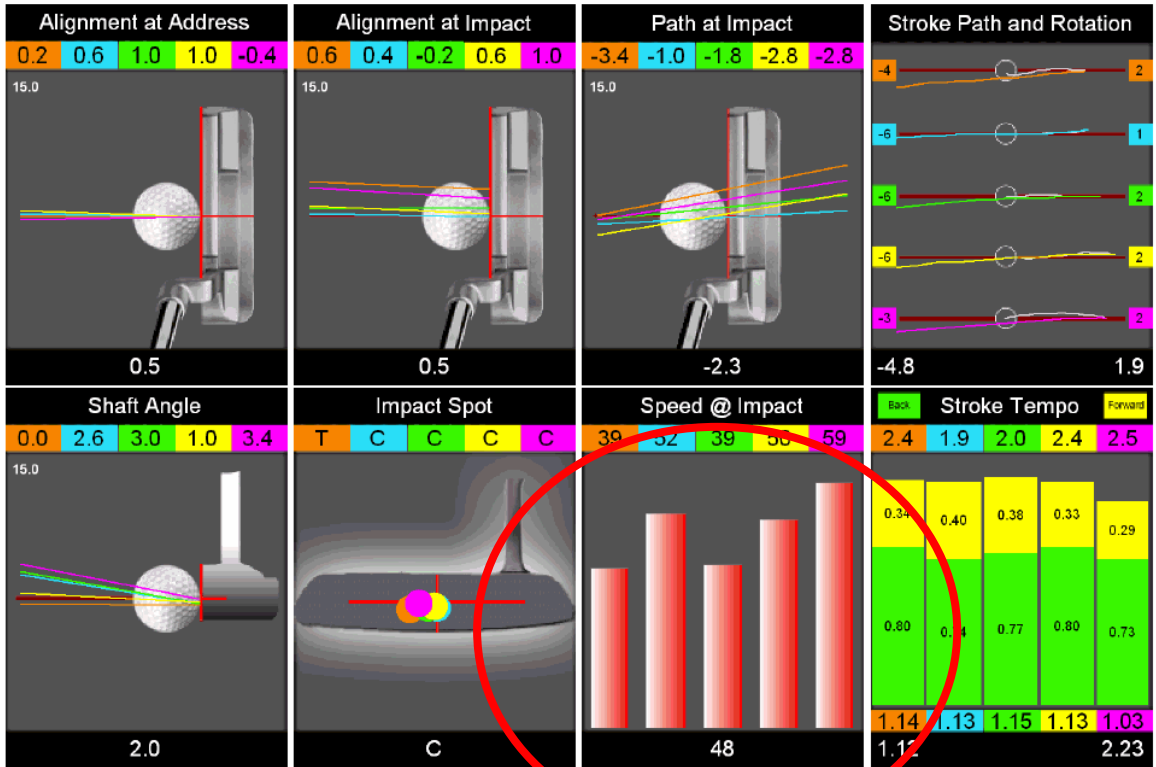 Alignment at Address
0.2 0.6 1.0 1.0 -0.4
15.0
0.5
Alignment at Impact
0.6 0.4 -0.2 0.6 1.0
15.0
0.5
Path at Impact
-3.4 -1.0 -1.8 -2.8 -2.8
15.0
-2.3
Stroke Path and Rotation
-4 2
-6 1
-6 2
-6 2
-3 2
-4.8 1.9
Shaft Angle
0.0 2.6 3.0 1.0 3.4
15.0
2.0
Impact Spot
T C C C C
C
Speed @ Impact
39 52 39 50 59
48
Back Stroke Tempo Forward
2.4 1.9 2.0 2.4 2.5
0.34 0.40 0.38 0.33 0.29
0.80 0.74 0.77 0.80 0.73
1.14 1.13 1.15 1.13 1.03
1.12 2.23